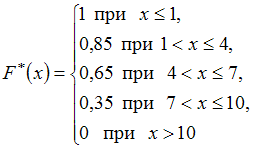 1 при x ≤ 1,
0,85 при 1 < x ≤ 4,
F*(x) = { 0,65 при 4 < x ≤ 7,
0,35 при 7 < x ≤ 10,
0 при x > 10